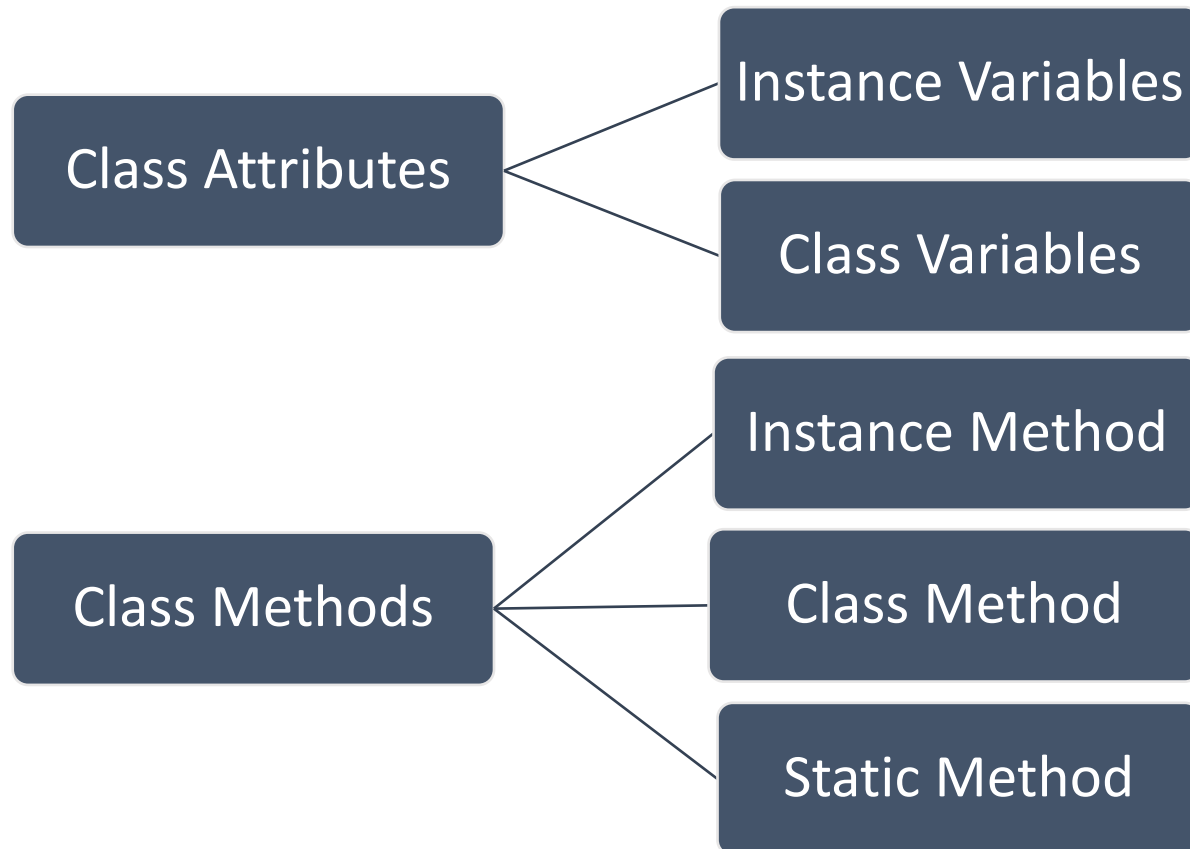 Class Attributes
Instance Variables
Class Variables
Class Methods
Instance Method
Class Method
Static Method